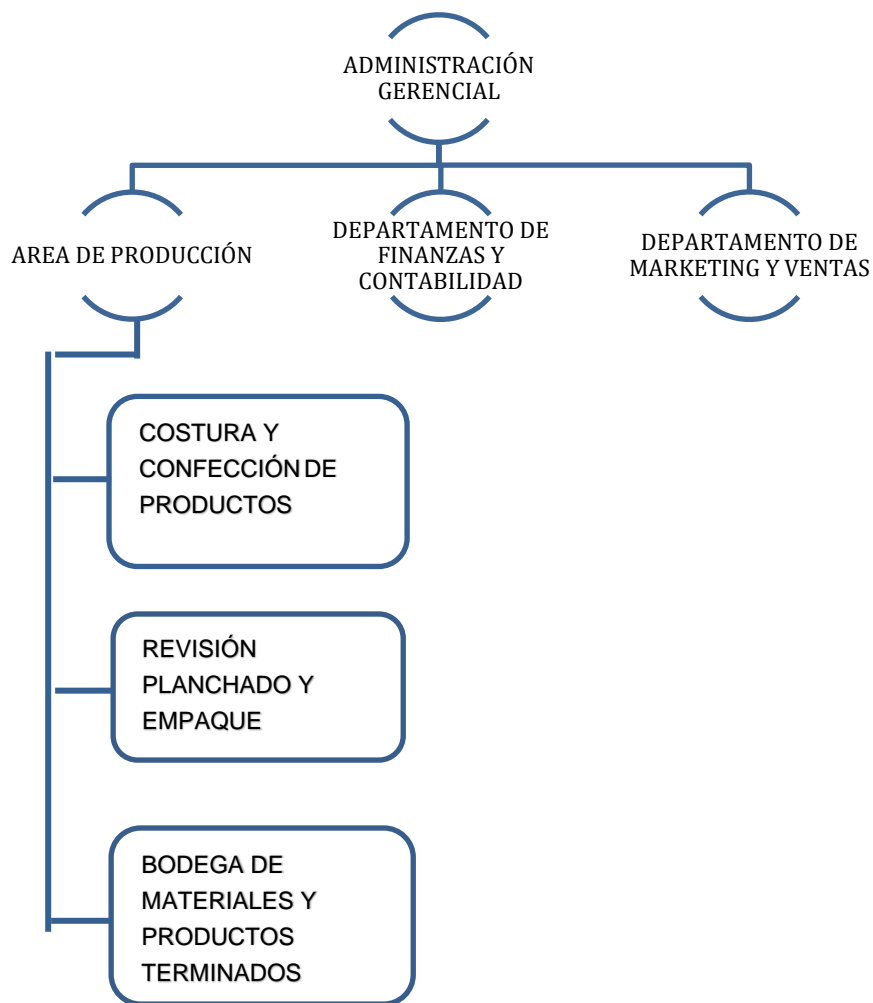 ADMINISTRACIÓN
GERENCIAL
AREA DE PRODUCCIÓN
DEPARTAMENTO DE
FINANZAS Y
CONTABILIDAD
DEPARTAMENTO DE
MARKETING Y VENTAS
COSTURA Y
CONFECCIÓN DE
PRODUCTOS
REVISIÓN
PLANCHADO Y
EMPAQUE
BODEGA DE
MATERIALES Y
PRODUCTOS
TERMINADOS